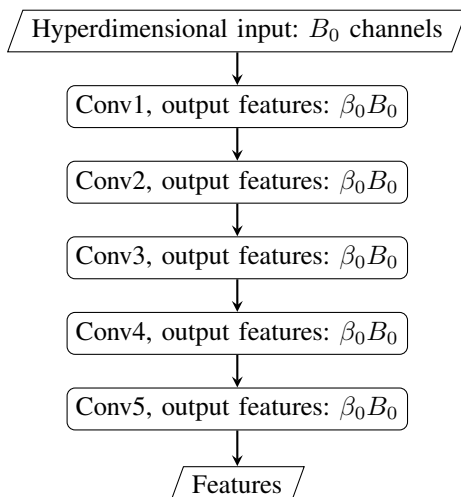 Hyperdimensional input: B₀ channels
Conv1, output features: β₀B₀
Conv2, output features: β₀B₀
Conv3, output features: β₀B₀
Conv4, output features: β₀B₀
Conv5, output features: β₀B₀
Features